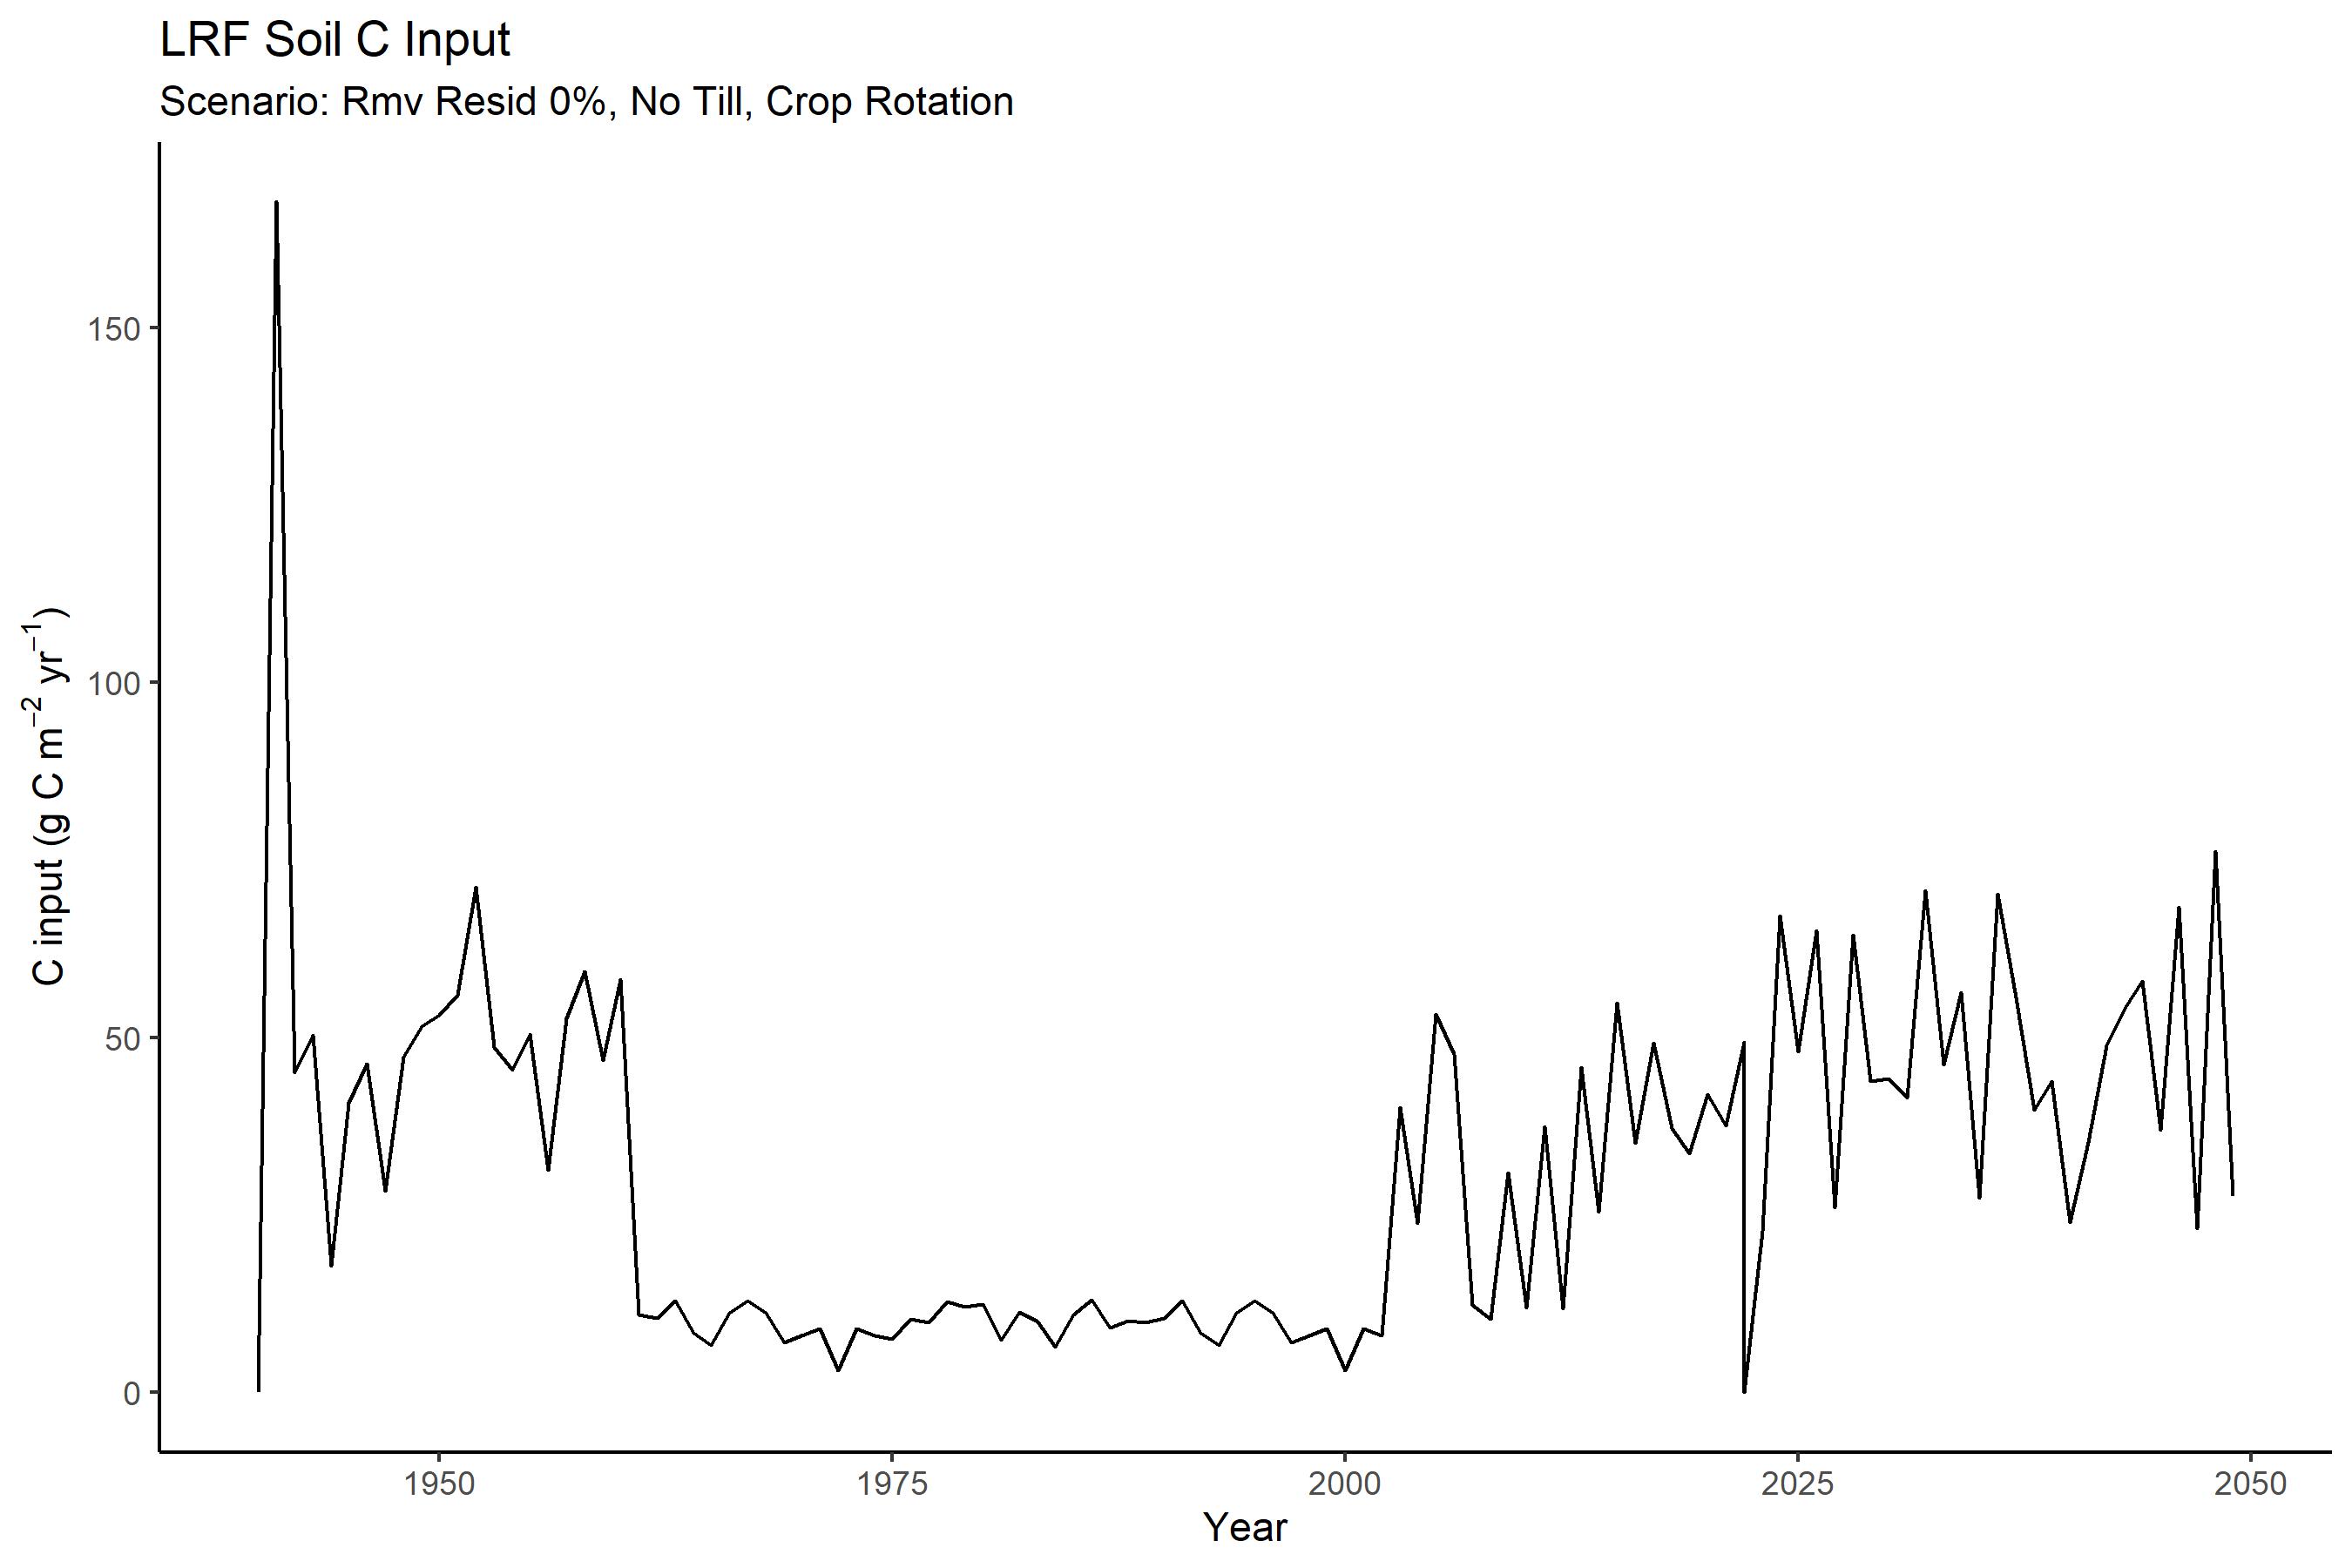 LRF Soil C Input
Scenario: Rmv Resid 0%, No Till, Crop Rotation
C input (g C m⁻² yr⁻¹)
150
100
50
0
1950 1975 2000 2025 2050
Year